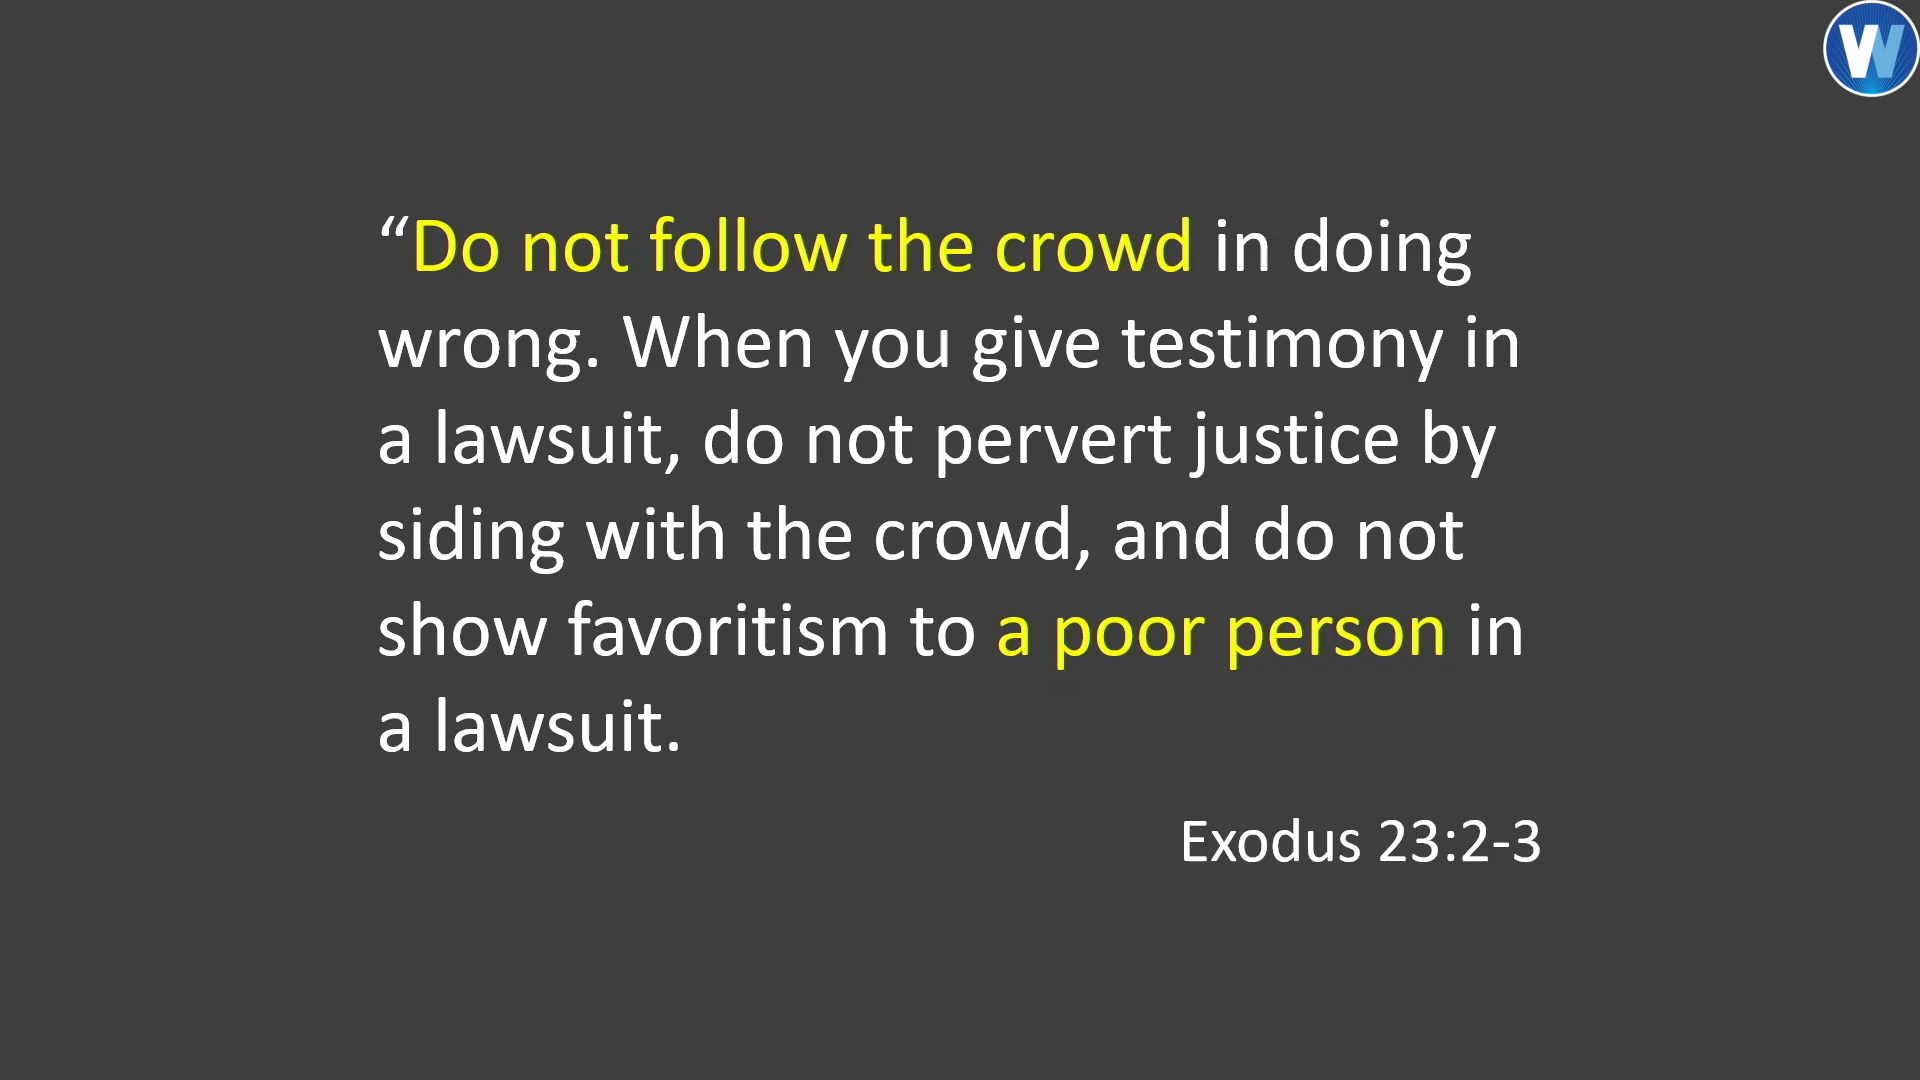 W
“Do not follow the crowd in doing
wrong. When you give testimony in
a lawsuit, do not pervert justice by
siding with the crowd, and do not
show favoritism to a poor person in
a lawsuit.
Exodus 23:2-3